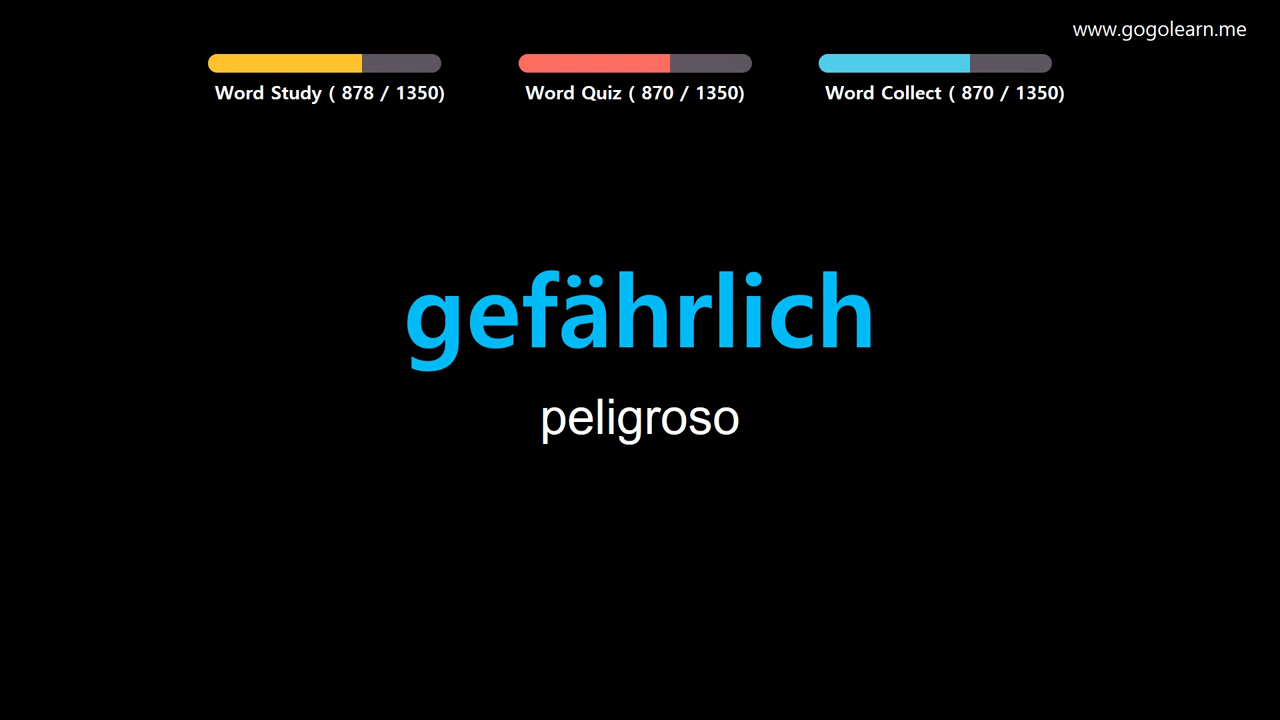 www.gogolearn.me
Word Study ( 878 / 1350)
Word Quiz ( 870 / 1350)
Word Collect ( 870 / 1350)
gefährlich
peligroso